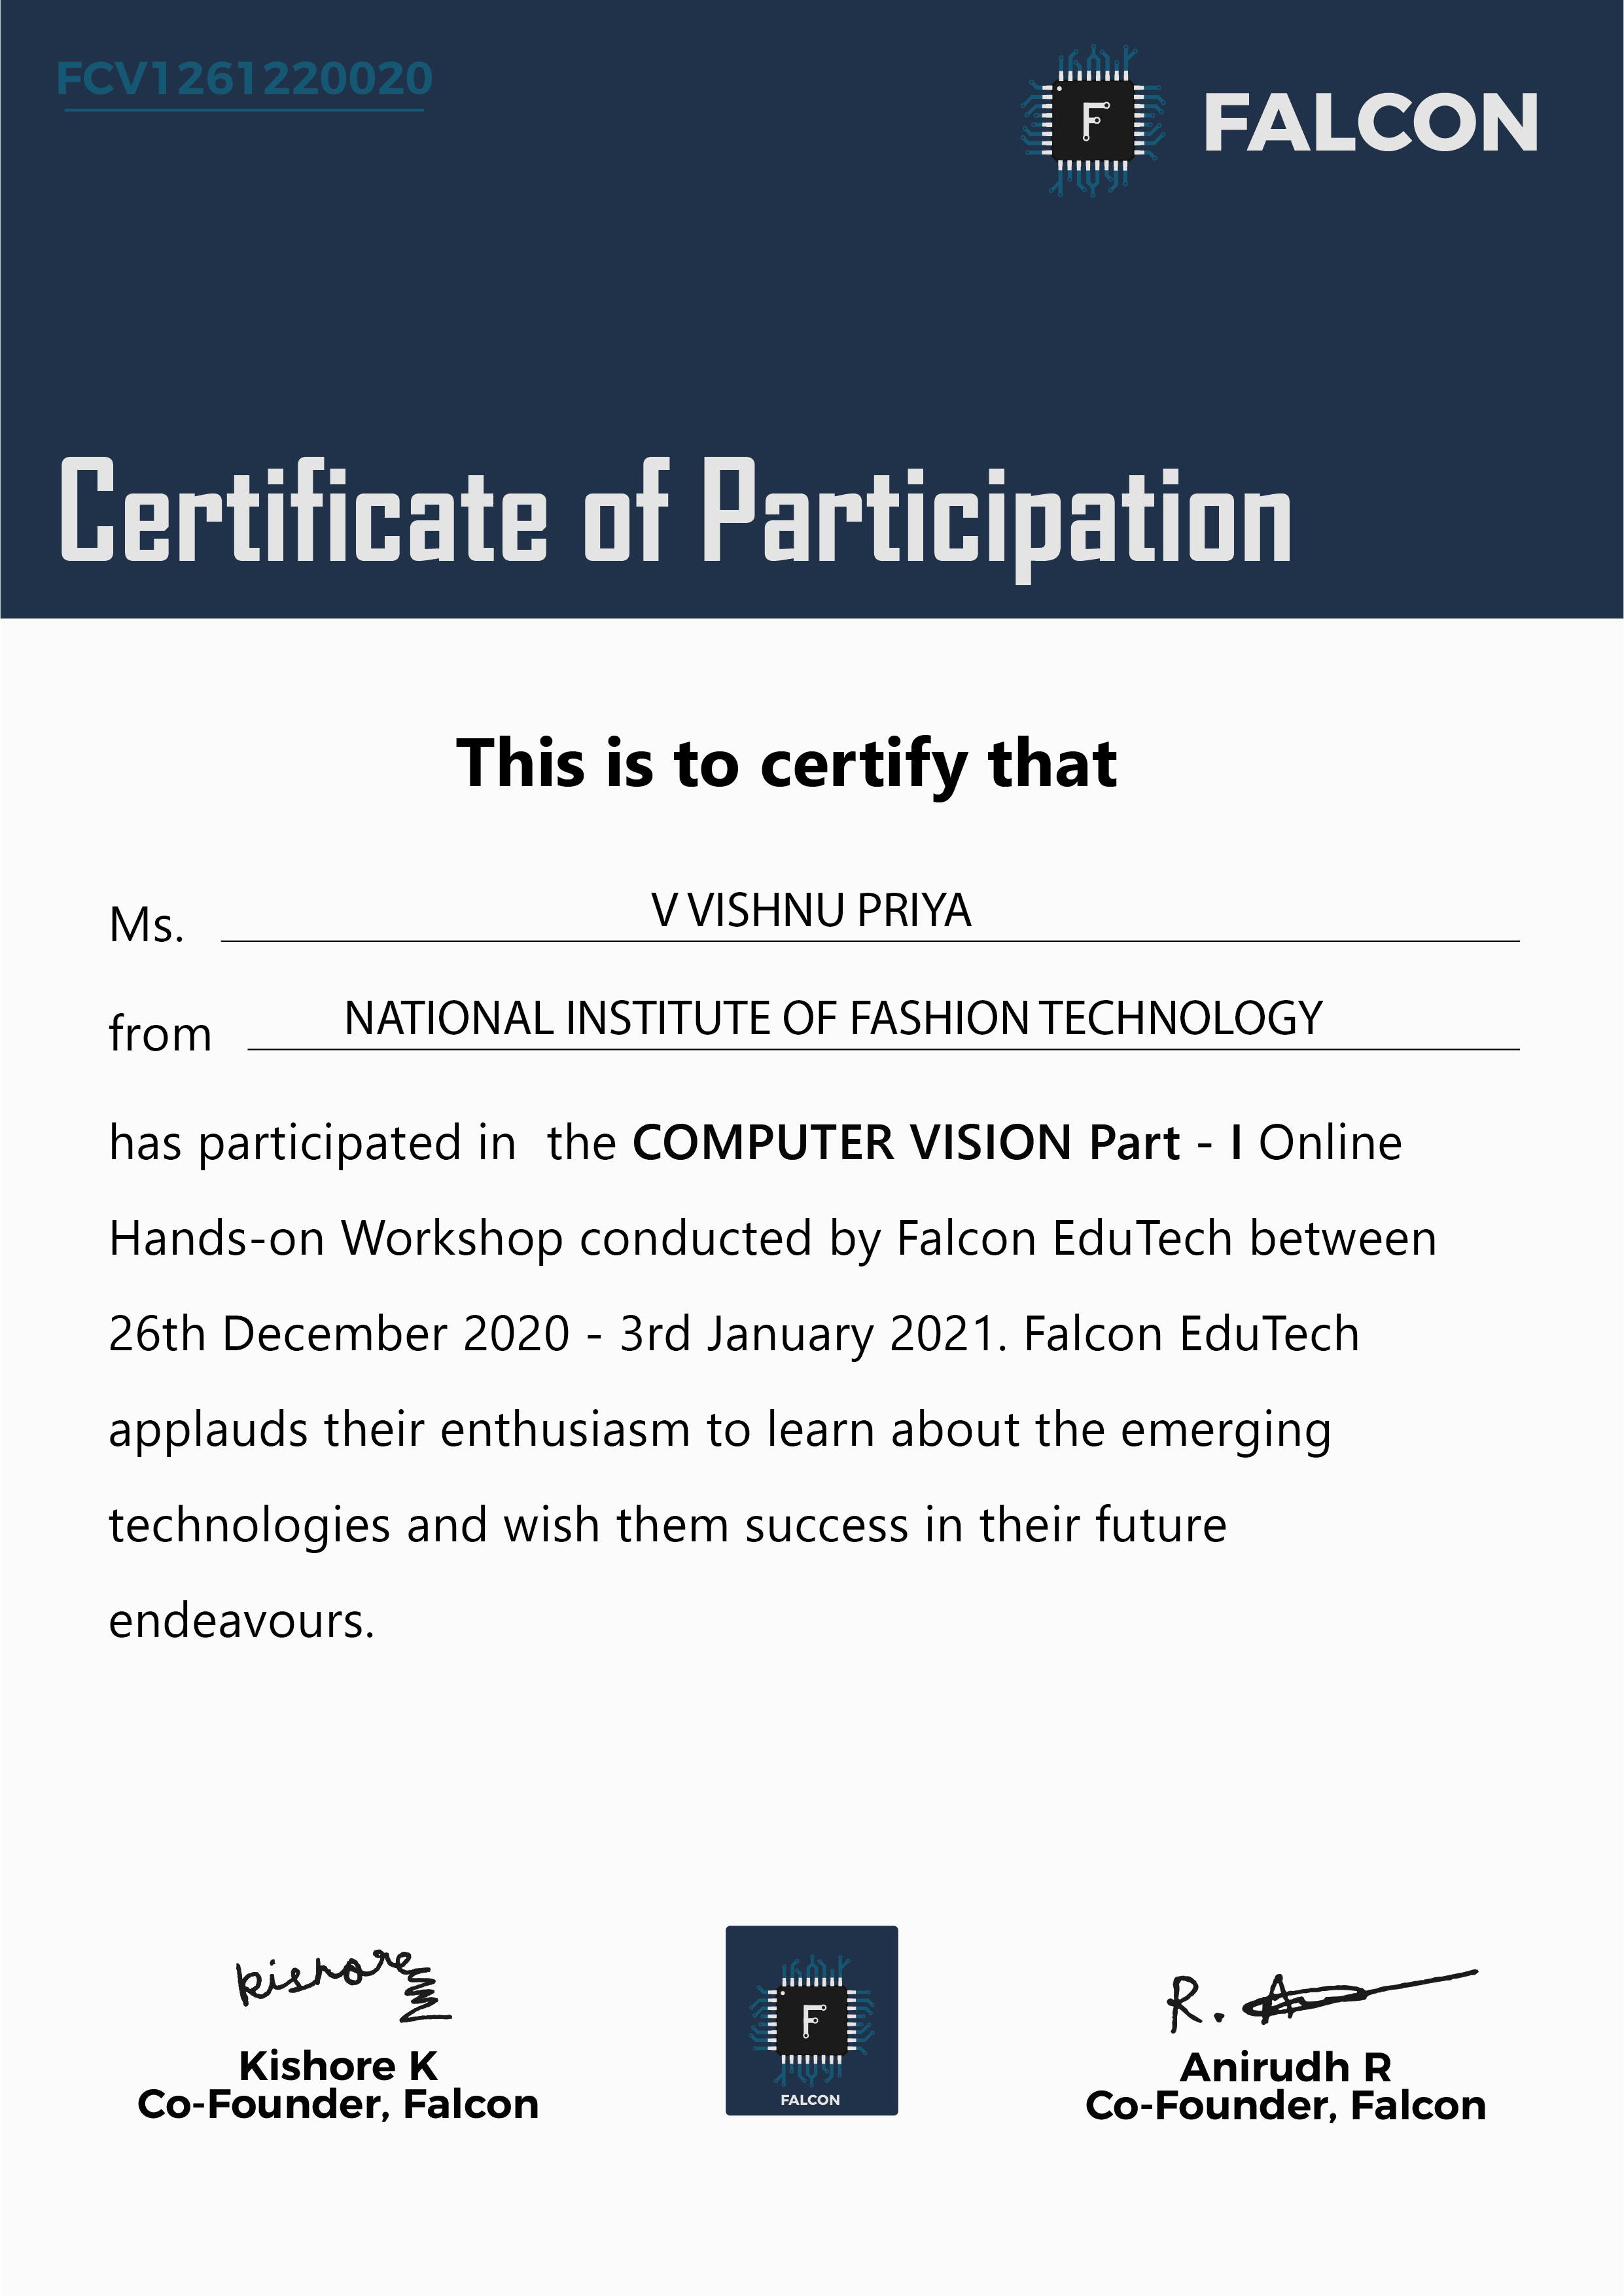 FCV1261220020
F
FALCON
Certificate of Participation
This is to certify that
Ms. V VISHNU PRIYA
from NATIONAL INSTITUTE OF FASHION TECHNOLOGY
has participated in the COMPUTER VISION Part - I Online
Hands-on Workshop conducted by Falcon EduTech between
26th December 2020 - 3rd January 2021. Falcon EduTech
applauds their enthusiasm to learn about the emerging
technologies and wish them success in their future
endeavours.
kishore
R. A
F
FALCON
Kishore K
Co-Founder, Falcon
Anirudh R
Co-Founder, Falcon